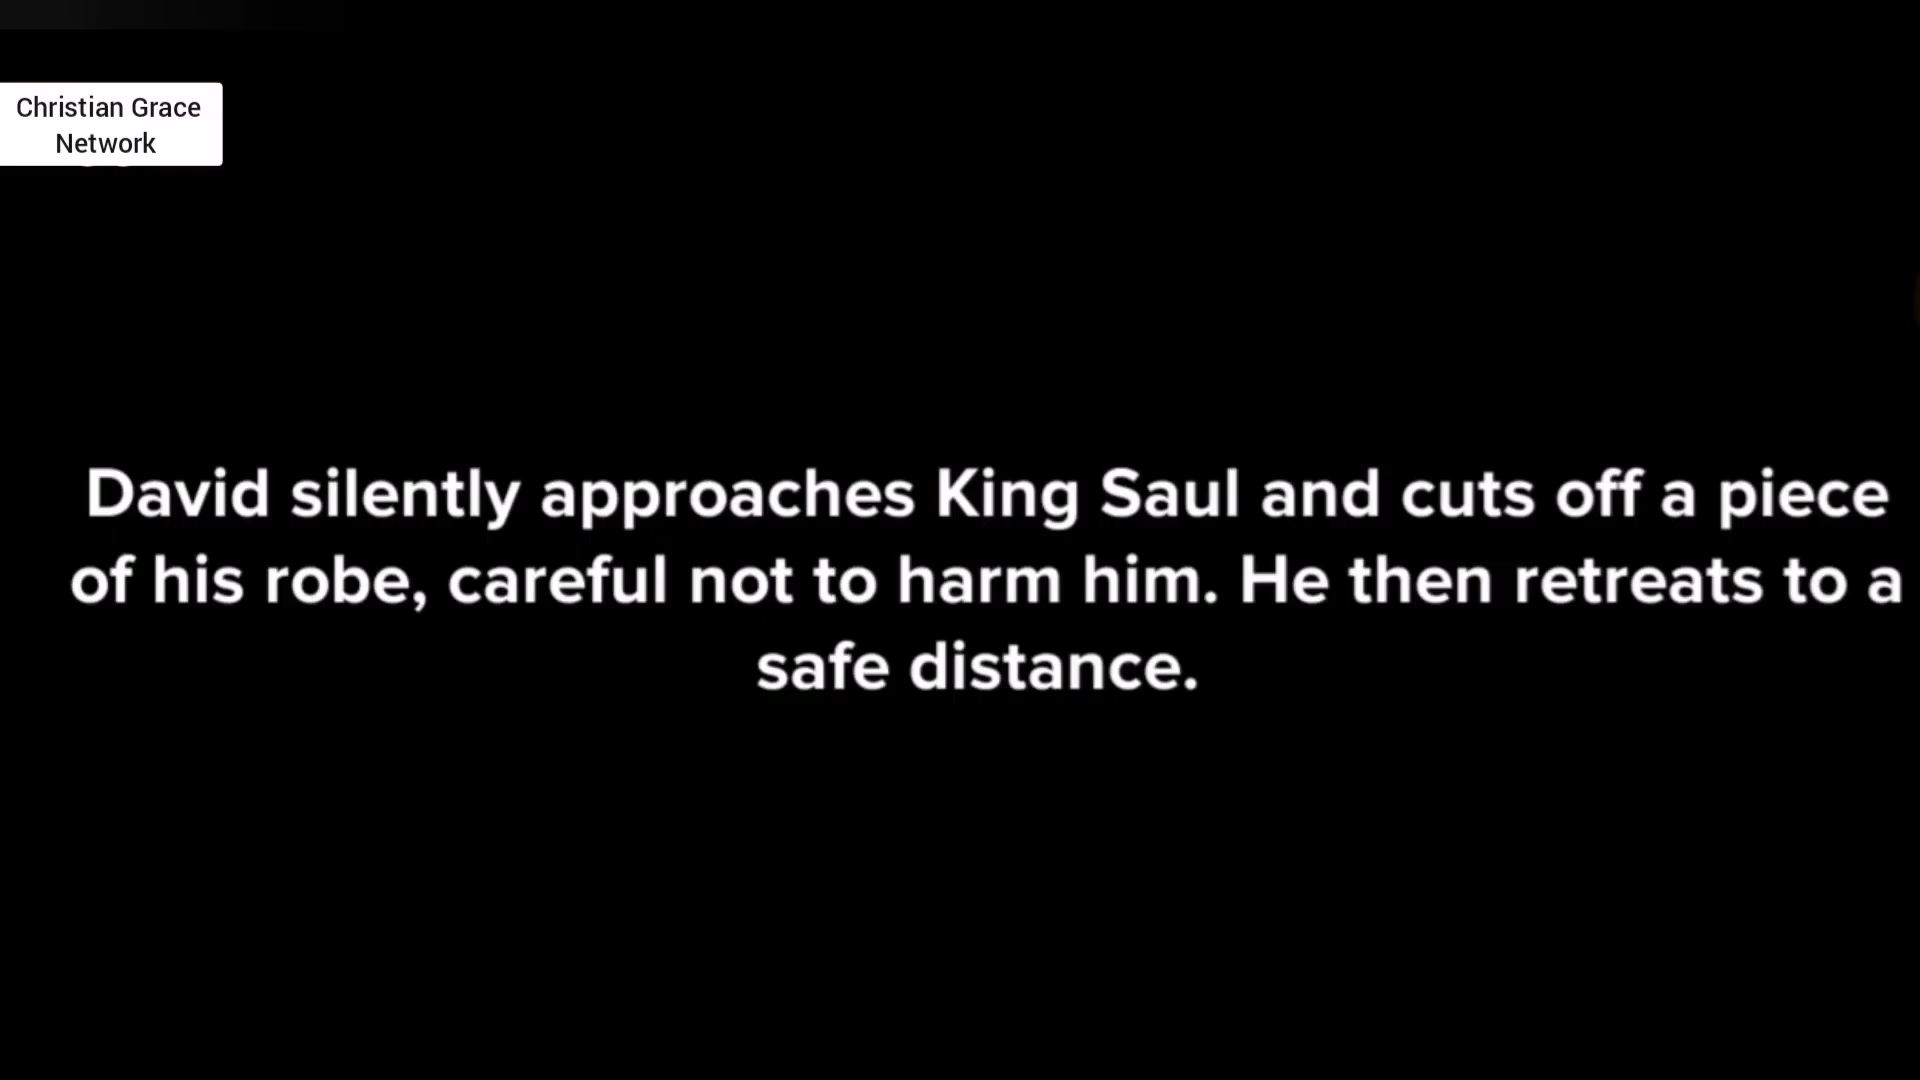 Christian Grace
Network
David silently approaches King Saul and cuts off a piece
of his robe, careful not to harm him. He then retreats to a
safe distance.